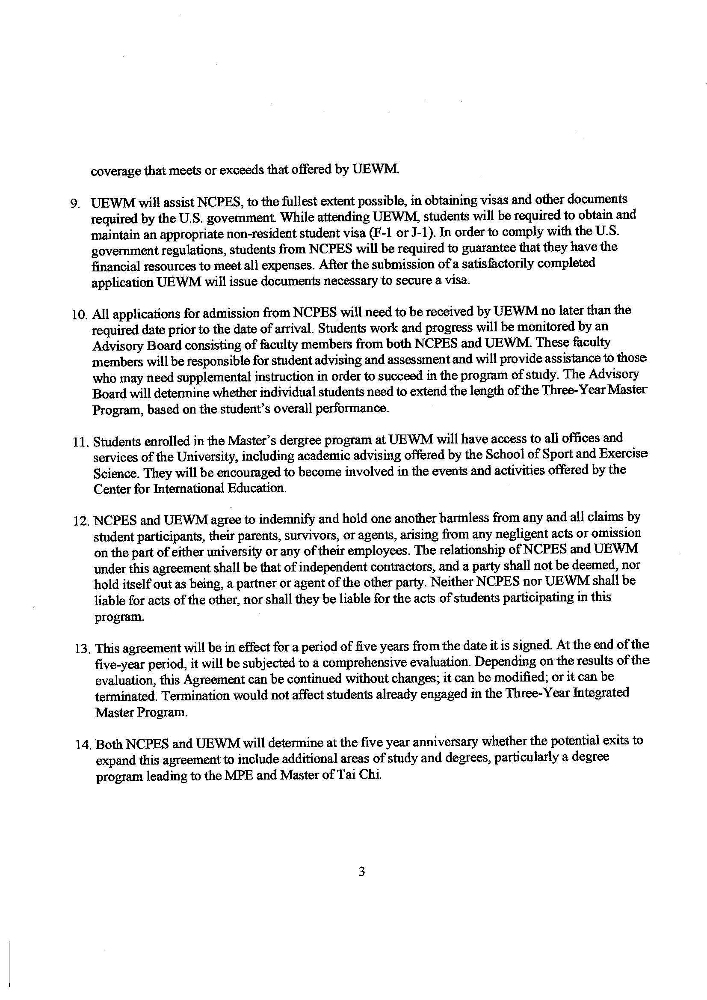 coverage that meets or exceeds that offered by UEWM.
9. UEWM will assist NCPES, to the fullest extent possible, in obtaining visas and other documents
required by the U.S. government. While attending UEWM, students will be required to obtain and
maintain an appropriate non-resident student visa (F-1 or J-1). In order to comply with the U.S.
government regulations, students from NCPES will be required to guarantee that they have the
financial resources to meet all expenses. After the submission of a satisfactorily completed
application UEWM will issue documents necessary to secure a visa.
10. All applications for admission from NCPES will need to be received by UEWM no later than the
required date prior to the date of arrival. Students work and progress will be monitored by an
Advisory Board consisting of faculty members from both NCPES and UEWM. These faculty
members will be responsible for student advising and assessment and will provide assistance to those
who may need supplemental instruction in order to succeed in the program of study. The Advisory
Board will determine whether individual students need to extend the length of the Three-Year Master
Program, based on the student’s overall performance.
11. Students enrolled in the Master’s dergree program at UEWM will have access to all offices and
services of the University, including academic advising offered by the School of Sport and Exercise
Science. They will be encouraged to become involved in the events and activities offered by the
Center for International Education.
12. NCPES and UEWM agree to indemnify and hold one another harmless from any and all claims by
student participants, their parents, survivors, or agents, arising from any negligent acts or omission
on the part of either university or any of their employees. The relationship of NCPES and UEWM
under this agreement shall be that of independent contractors, and a party shall not be deemed, nor
hold itself out as being, a partner or agent of the other party. Neither NCPES nor UEWM shall be
liable for acts of the other, nor shall they be liable for the acts of students participating in this
program.
13. This agreement will be in effect for a period of five years from the date it is signed. At the end of the
five-year period, it will be subjected to a comprehensive evaluation. Depending on the results of the
evaluation, this Agreement can be continued without changes; it can be modified; or it can be
terminated. Termination would not affect students already engaged in the Three-Year Integrated
Master Program.
14. Both NCPES and UEWM will determine at the five year anniversary whether the potential exits to
expand this agreement to include additional areas of study and degrees, particularly a degree
program leading to the MPE and Master of Tai Chi.
3